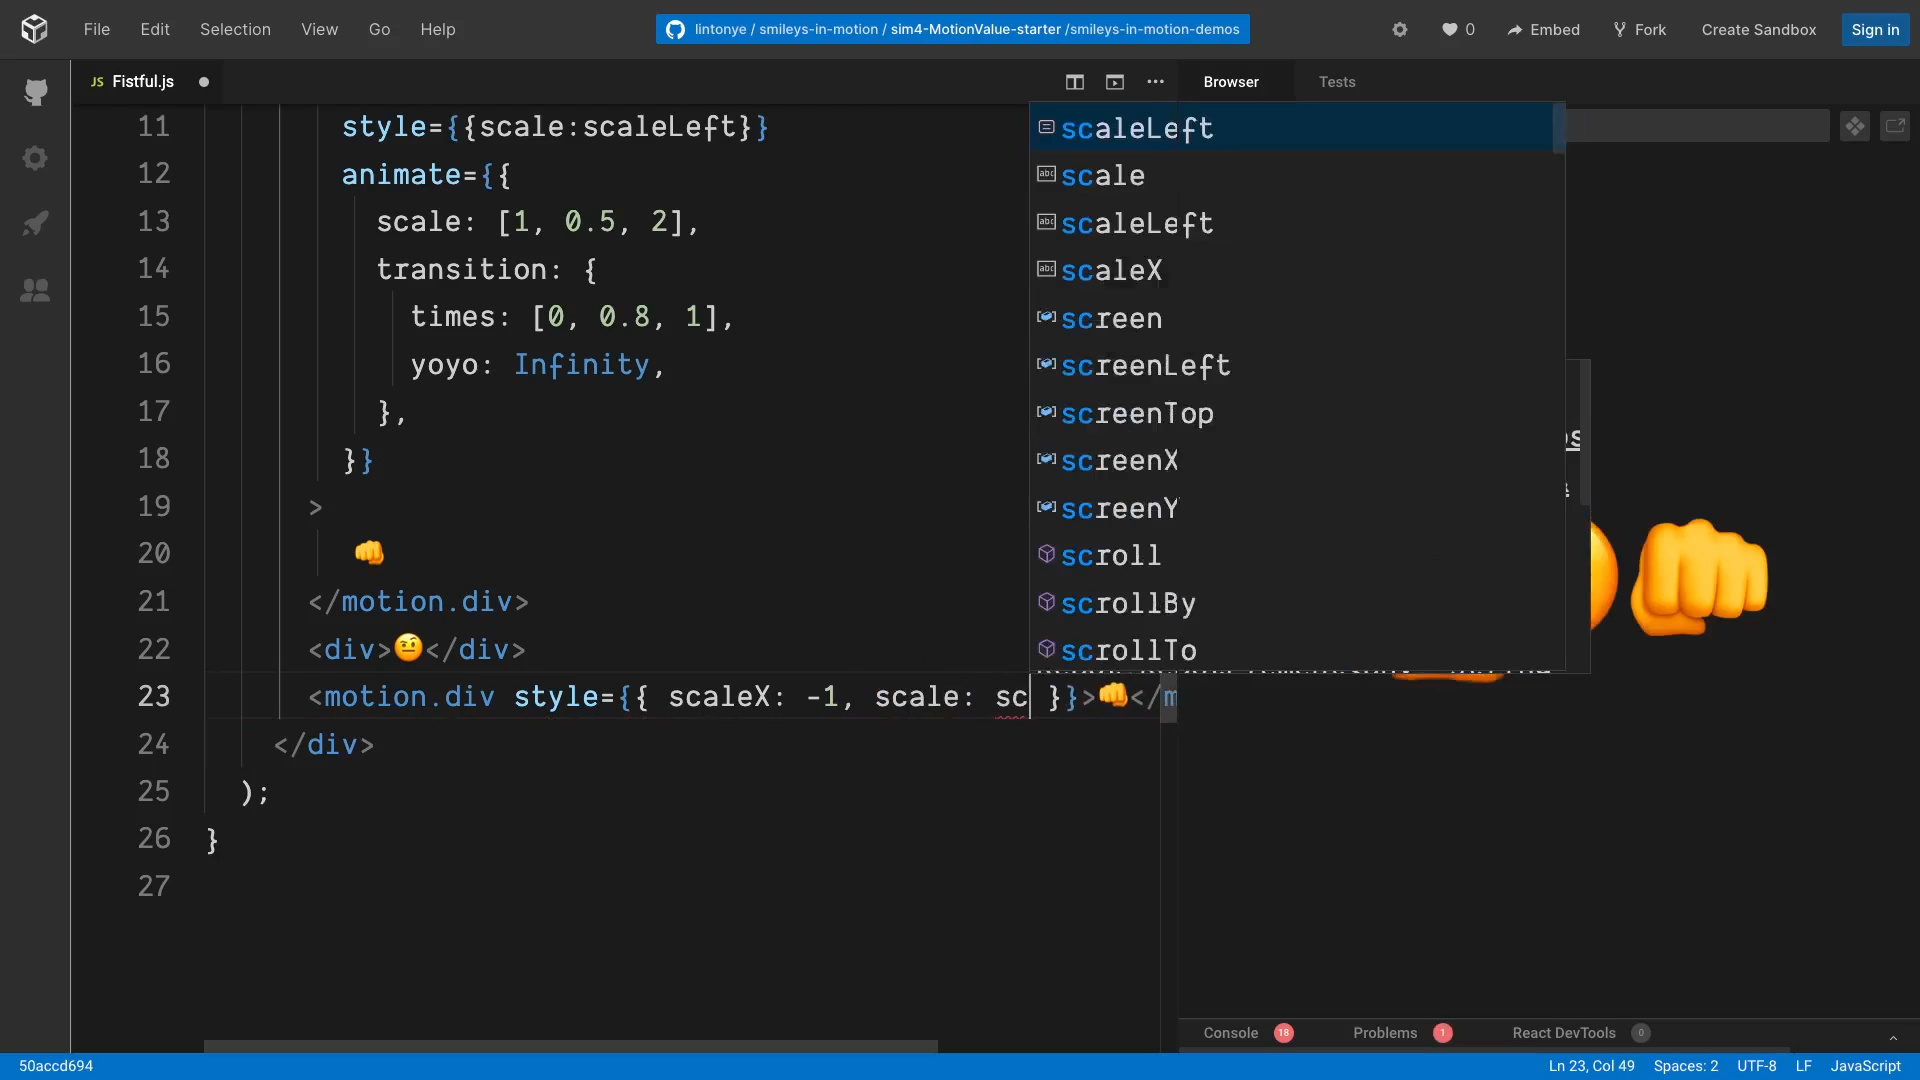 File Edit Selection View Go Help
lintonye / smileys-in-motion / sim4-MotionValue-starter /smileys-in-motion-demos
0 Embed Fork Create Sandbox Sign in
JS Fistful.js
Browser Tests
11 style={{scale:scaleLeft}}
12 animate={{
13 scale: [1, 0.5, 2],
14 transition: {
15 times: [0, 0.8, 1],
16 yoyo: Infinity,
17 },
18 }}
19 >
20 👊
21 </motion.div>
22 <div>🤨</div>
23 <motion.div style={{ scaleX: -1, scale: sc }}>👊</m
24 </div>
25 );
26 }
27
scaleLeft
abc scale
abc scaleLeft
abc scaleX
screen
screenLeft
screenTop
screenX
screenY
scroll
scrollBy
scrollTo
Console 18 Problems 1 React DevTools 0
50accd694
Ln 23, Col 49 Spaces: 2 UTF-8 LF JavaScript